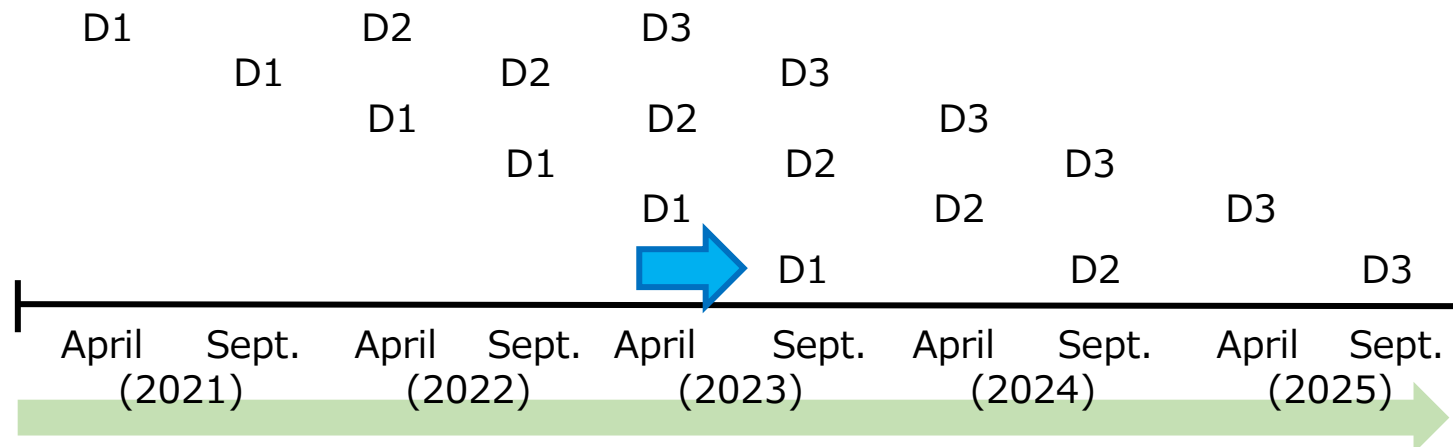 D1 D2 D3
D1 D2 D3
D1 D2 D3
D1 D2 D3
D1 D2 D3
D1 D2 D3
April Sept. April Sept. April Sept. April Sept. April Sept.
(2021) (2022) (2023) (2024) (2025)